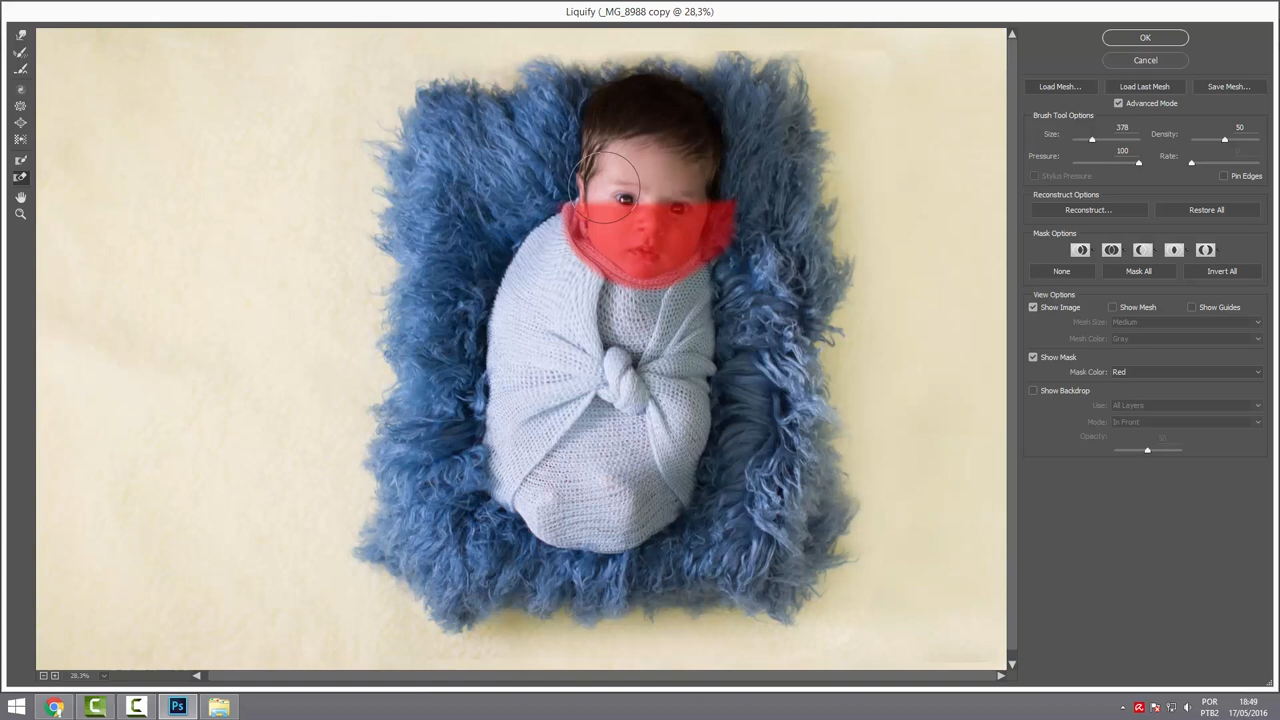 Liquify (_MG_8988 copy @ 28,3%)
OK
Cancel
Load Mesh...
Load Last Mesh
Save Mesh...
Advanced Mode
Brush Tool Options
Size: 378
Density: 50
Pressure: 100
Rate:
Stylus Pressure
Pin Edges
Reconstruct Options
Reconstruct...
Restore All
Mask Options
None
Mask All
Invert All
View Options
Show Image
Show Mesh
Show Guides
Mesh Size: Medium
Mesh Color: Gray
Show Mask
Mask Color: Red
Show Backdrop
Use: All Layers
Mode: In Front
Opacity:
28,3%
Ps
POR
PTB2
18:49
17/05/2016